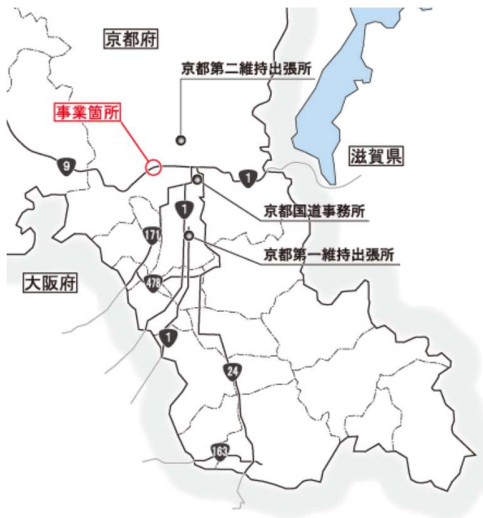 京都府
京都第二維持出張所
事業箇所
滋賀県
9
1
京都国道事務所
1
171
京都第一維持出張所
大阪府
478
1
24
163